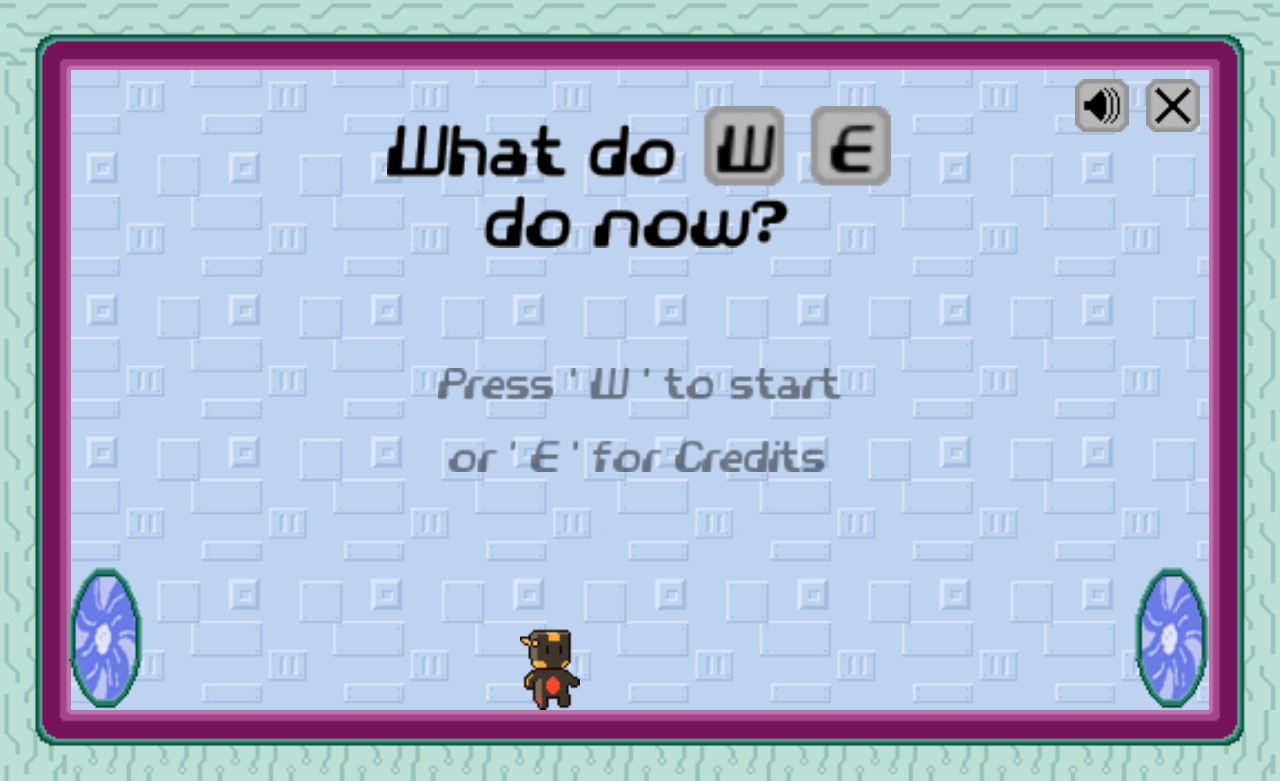 What do W E
do now?
Press 'W' to start
or 'E' for Credits